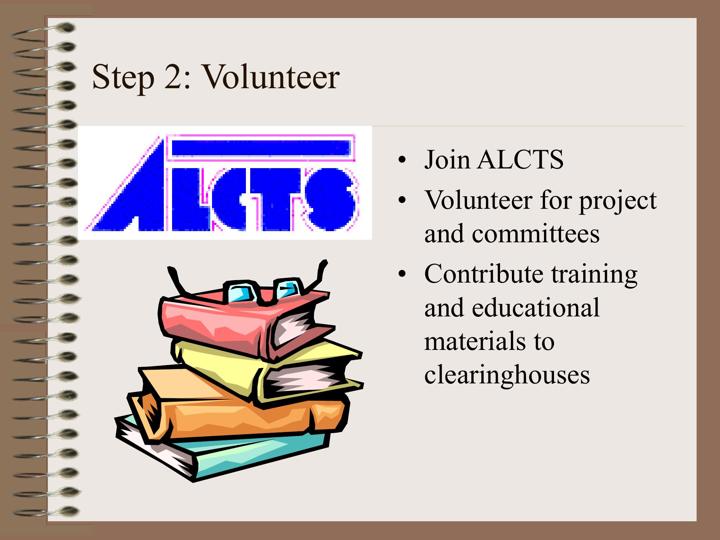 Step 2: Volunteer
ALCTS
• Join ALCTS
• Volunteer for project
and committees
• Contribute training
and educational
materials to
clearinghouses